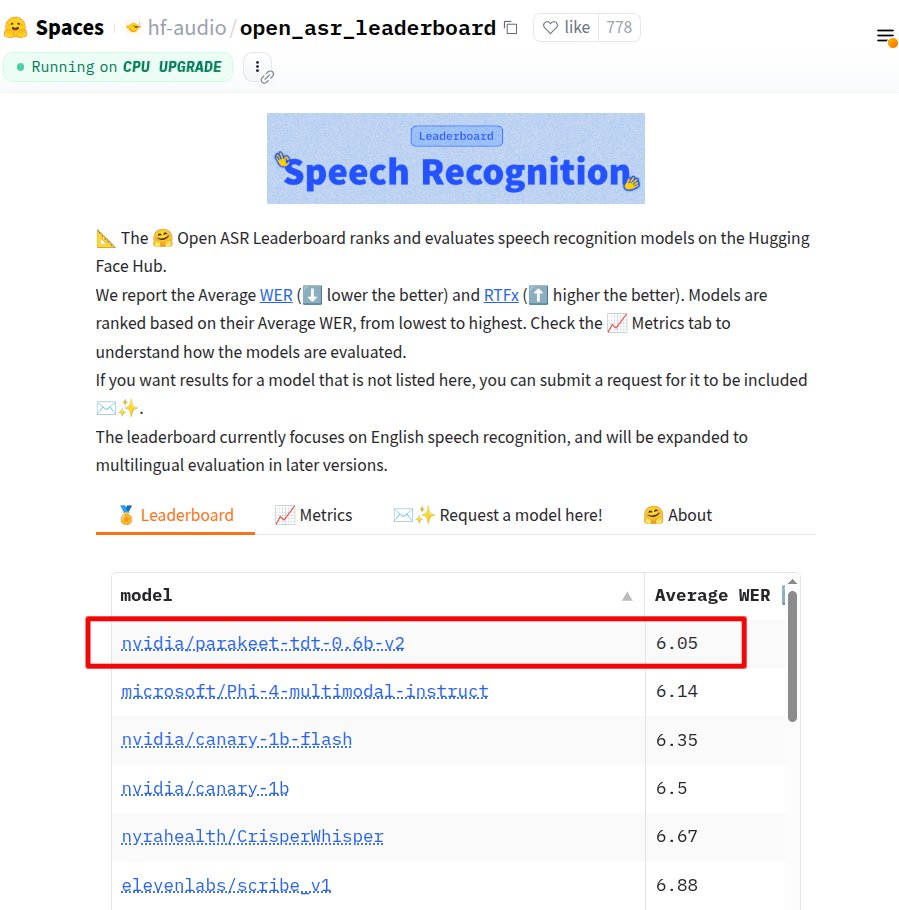 🤗 Spaces hf-audio/open_asr_leaderboard like 778
Running on CPU UPGRADE
Leaderboard
👋Speech Recognition👋
📐 The 🤗 Open ASR Leaderboard ranks and evaluates speech recognition models on the Hugging
Face Hub.
We report the Average WER (⬇️ lower the better) and RTFx (⬆️ higher the better). Models are
ranked based on their Average WER, from lowest to highest. Check the 📈 Metrics tab to
understand how the models are evaluated.
If you want results for a model that is not listed here, you can submit a request for it to be included
✉️✨.
The leaderboard currently focuses on English speech recognition, and will be expanded to
multilingual evaluation in later versions.
🏅 Leaderboard 📈 Metrics ✉️✨ Request a model here! 🤗 About
model Average WER
nvidia/parakeet-tdt-0.6b-v2 6.05
microsoft/Phi-4-multimodal-instruct 6.14
nvidia/canary-1b-flash 6.35
nvidia/canary-1b 6.5
nyrahealth/CrisperWhisper 6.67
elevenlabs/scribe_v1 6.88